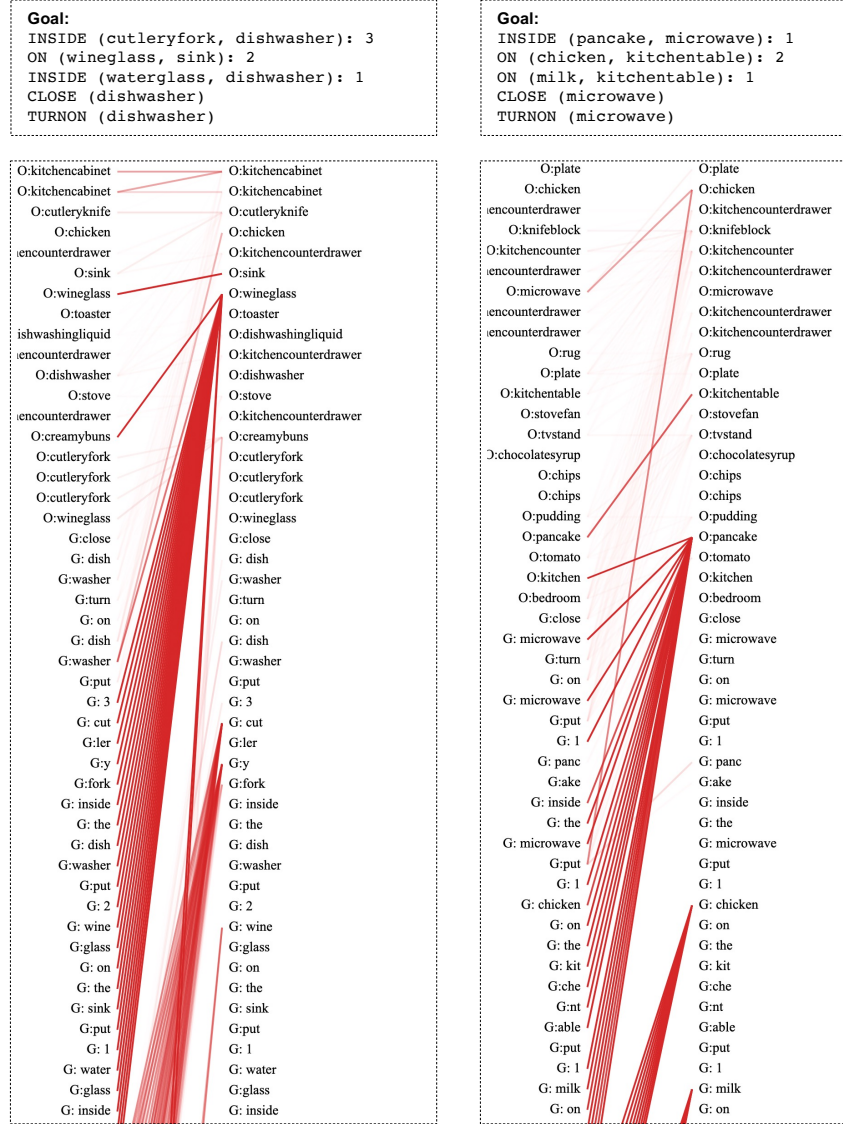 Goal:
INSIDE (cutleryfork, dishwasher): 3
ON (wineglass, sink): 2
INSIDE (waterglass, dishwasher): 1
CLOSE (dishwasher)
TURNON (dishwasher)
O:kitchencabinet O:kitchencabinet
O:kitchencabinet O:kitchencabinet
O:cutleryknife O:cutleryknife
O:chicken O:chicken
encounterdrawer O:kitchencounterdrawer
O:sink O:sink
O:wineglass O:wineglass
O:toaster O:toaster
ishwashingliquid O:dishwashingliquid
encounterdrawer O:kitchencounterdrawer
O:dishwasher O:dishwasher
O:stove O:stove
encounterdrawer O:kitchencounterdrawer
O:creamybuns O:creamybuns
O:cutleryfork O:cutleryfork
O:cutleryfork O:cutleryfork
O:cutleryfork O:cutleryfork
O:wineglass O:wineglass
G:close G:close
G: dish G: dish
G:washer G:washer
G:turn G:turn
G: on G: on
G: dish G: dish
G:washer G:washer
G:put G:put
G: 3 G: 3
G: cut G: cut
G:ler G:ler
G:y G:y
G:fork G:fork
G: inside G: inside
G: the G: the
G: dish G: dish
G:washer G:washer
G:put G:put
G: 2 G: 2
G: wine G: wine
G:glass G:glass
G: on G: on
G: the G: the
G: sink G: sink
G:put G:put
G: 1 G: 1
G: water G: water
G:glass G:glass
G: inside G: inside
Goal:
INSIDE (pancake, microwave): 1
ON (chicken, kitchentable): 2
ON (milk, kitchentable): 1
CLOSE (microwave)
TURNON (microwave)
O:plate O:plate
O:chicken O:chicken
encounterdrawer O:kitchencounterdrawer
O:knifeblock O:knifeblock
O:kitchencounter O:kitchencounter
encounterdrawer O:kitchencounterdrawer
O:microwave O:microwave
encounterdrawer O:kitchencounterdrawer
encounterdrawer O:kitchencounterdrawer
O:rug O:rug
O:plate O:plate
O:kitchentable O:kitchentable
O:stovefan O:stovefan
O:tvstand O:tvstand
O:chocolatesyrup O:chocolatesyrup
O:chips O:chips
O:chips O:chips
O:pudding O:pudding
O:pancake O:pancake
O:tomato O:tomato
O:kitchen O:kitchen
O:bedroom O:bedroom
G:close G:close
G: microwave G: microwave
G:turn G:turn
G: on G: on
G: microwave G: microwave
G:put G:put
G: 1 G: 1
G: panc G: panc
G:ake G:ake
G: inside G: inside
G: the G: the
G: microwave G: microwave
G:put G:put
G: 1 G: 1
G: chicken G: chicken
G: on G: on
G: the G: the
G: kit G: kit
G:che G:che
G:nt G:nt
G:able G:able
G:put G:put
G: 1 G: 1
G: milk G: milk
G: on G: on